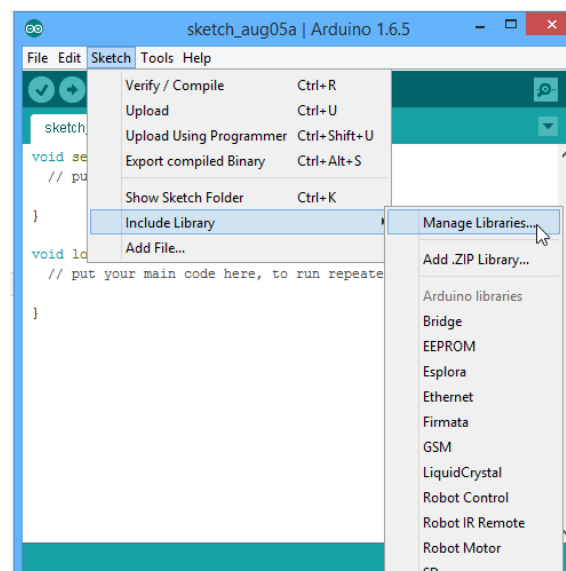 sketch_aug05a | Arduino 1.6.5
File Edit Sketch Tools Help
Verify / Compile Ctrl+R
Upload Ctrl+U
Upload Using Programmer Ctrl+Shift+U
Export compiled Binary Ctrl+Alt+S
Show Sketch Folder Ctrl+K
Include Library
Add File...
Manage Libraries...
Add .ZIP Library...
Arduino libraries
Bridge
EEPROM
Esplora
Ethernet
Firmata
GSM
LiquidCrystal
Robot Control
Robot IR Remote
Robot Motor
sketch_
void se
// pu
}
void lo
// put your main code here, to run repeate
}